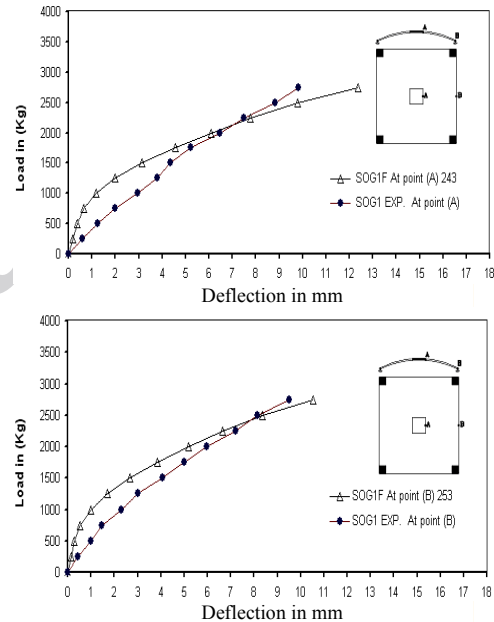 4000
3500
3000
2500
2000
1500
1000
500
0
Load in (Kg)
A
B
A
B
SOG1F At point (A) 243
SOG1 EXP. At point (A)
0 1 2 3 4 5 6 7 8 9 10 11 12 13 14 15 16 17 18
Deflection in mm
4000
3500
3000
2500
2000
1500
1000
500
0
Load in (Kg)
A
B
A
B
SOG1F At point (B) 253
SOG1 EXP. At point (B)
0 1 2 3 4 5 6 7 8 9 10 11 12 13 14 15 16 17 18
Deflection in mm